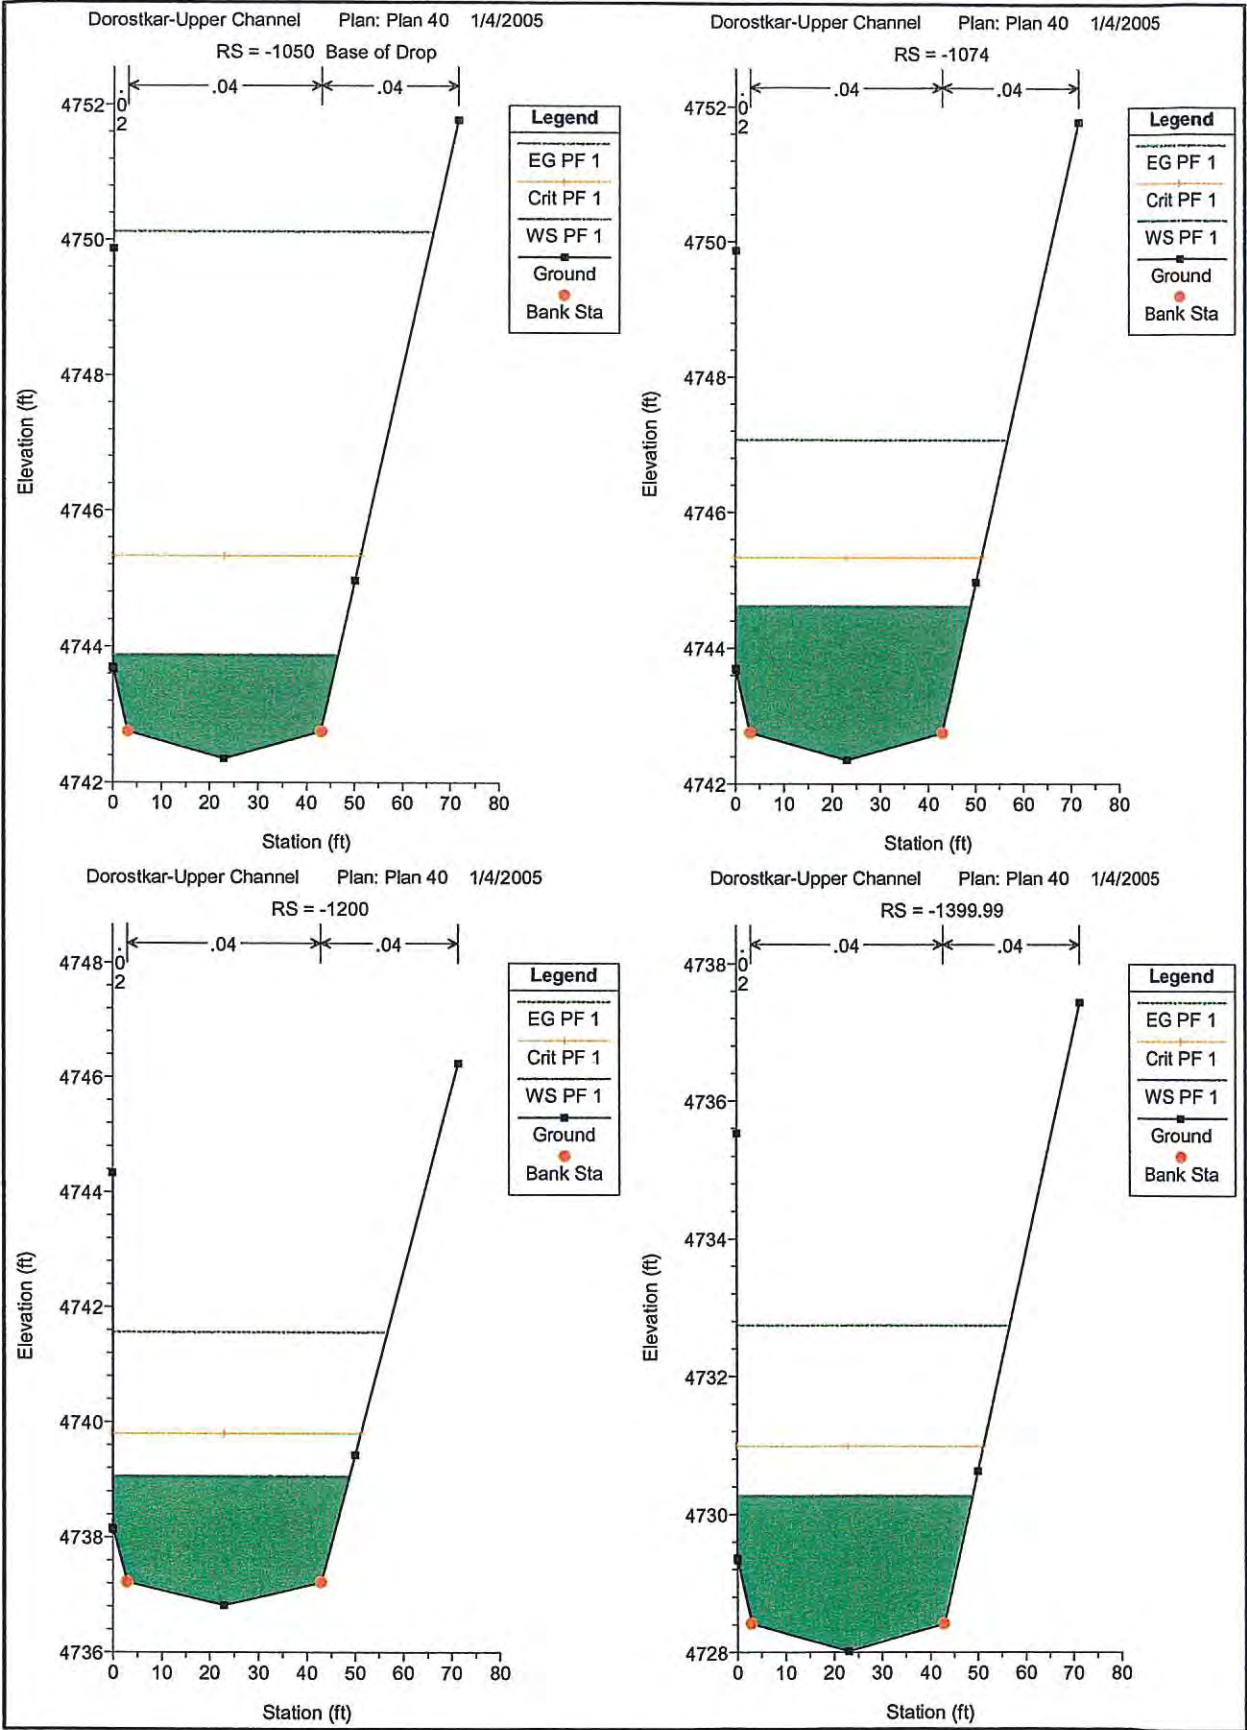 Dorostkar-Upper Channel Plan: Plan 40 1/4/2005
RS = -1050 Base of Drop
.02
.04
.04
4752
4750
4748
4746
4744
4742
Elevation (ft)
0 10 20 30 40 50 60 70 80
Station (ft)
Legend
EG PF 1
Crit PF 1
WS PF 1
Ground
Bank Sta
Dorostkar-Upper Channel Plan: Plan 40 1/4/2005
RS = -1074
.02
.04
.04
4752
4750
4748
4746
4744
4742
Elevation (ft)
0 10 20 30 40 50 60 70 80
Station (ft)
Legend
EG PF 1
Crit PF 1
WS PF 1
Ground
Bank Sta
Dorostkar-Upper Channel Plan: Plan 40 1/4/2005
RS = -1200
.02
.04
.04
4748
4746
4744
4742
4740
4738
4736
Elevation (ft)
0 10 20 30 40 50 60 70 80
Station (ft)
Legend
EG PF 1
Crit PF 1
WS PF 1
Ground
Bank Sta
Dorostkar-Upper Channel Plan: Plan 40 1/4/2005
RS = -1399.99
.02
.04
.04
4738
4736
4734
4732
4730
4728
Elevation (ft)
0 10 20 30 40 50 60 70 80
Station (ft)
Legend
EG PF 1
Crit PF 1
WS PF 1
Ground
Bank Sta